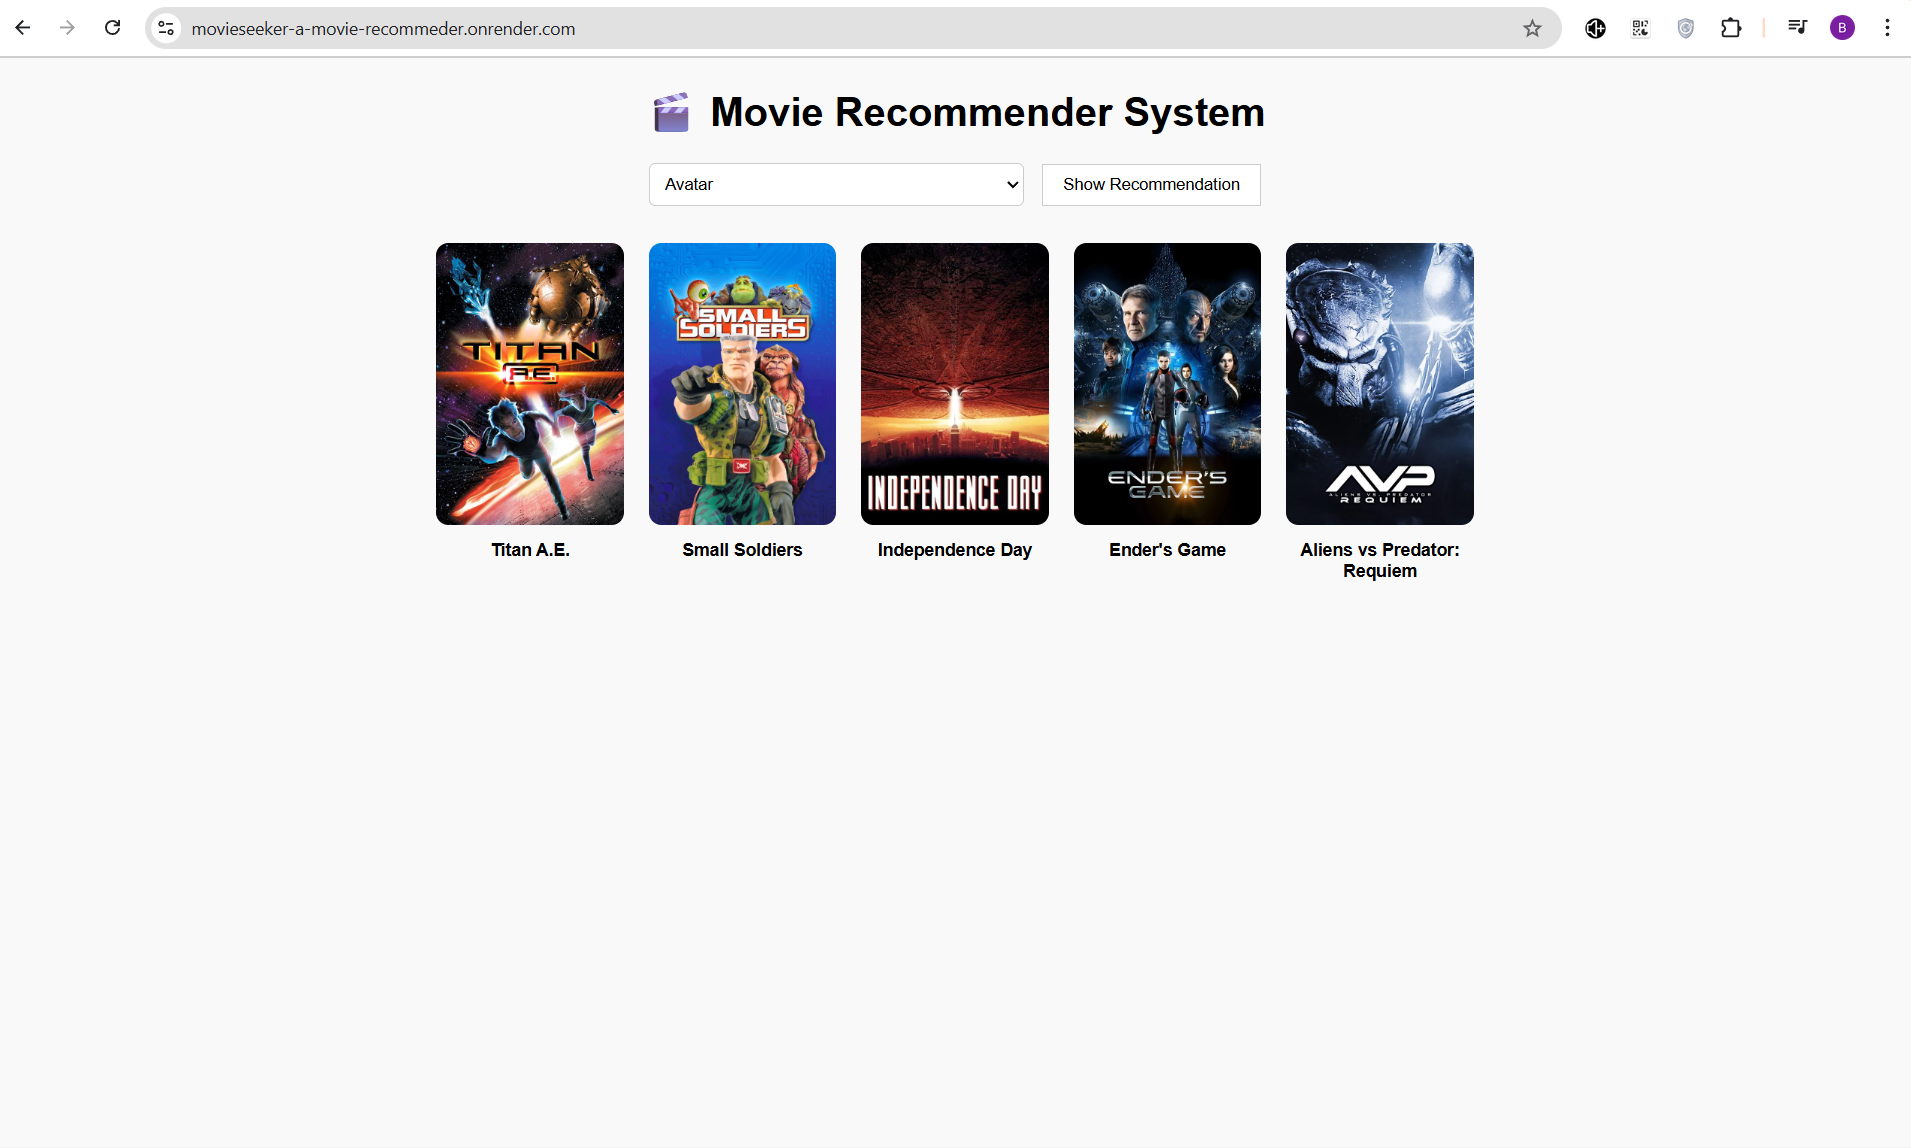 movieseeker-a-movie-recommeder.onrender.com
B
Movie Recommender System
Avatar
Show Recommendation
TITAN
A.E.
SMALL
SOLDIERS
INDEPENDENCE DAY
ENDER'S
GAME
AVP
ALIENS VS. PREDATOR
REQUIEM
Titan A.E.
Small Soldiers
Independence Day
Ender's Game
Aliens vs Predator:
Requiem